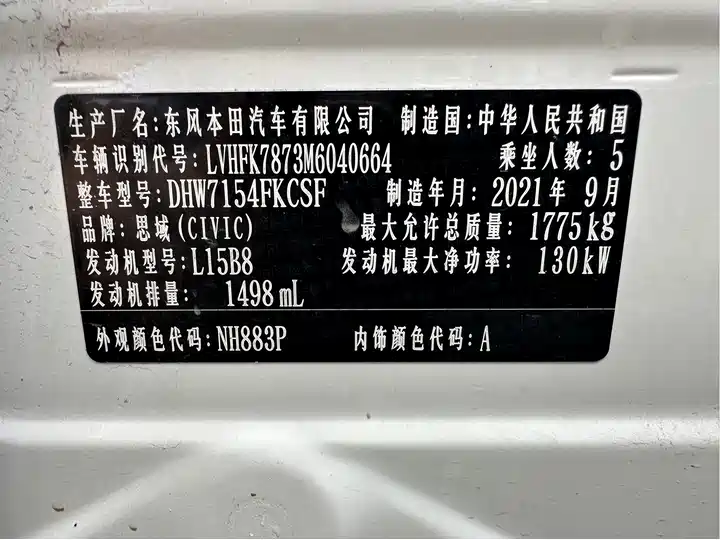 生产厂名:东风本田汽车有限公司 制造国:中华人民共和国
车辆识别代号:LVHFK7873M6040664 乘坐人数:5
整车型号:DHW7154FKCSF 制造年月:2021年9月
品牌:思域(CIVIC) 最大允许总质量:1775kg
发动机型号:L15B8 发动机最大净功率:130kW
发动机排量:1498mL
外观颜色代码:NH883P 内饰颜色代码:A